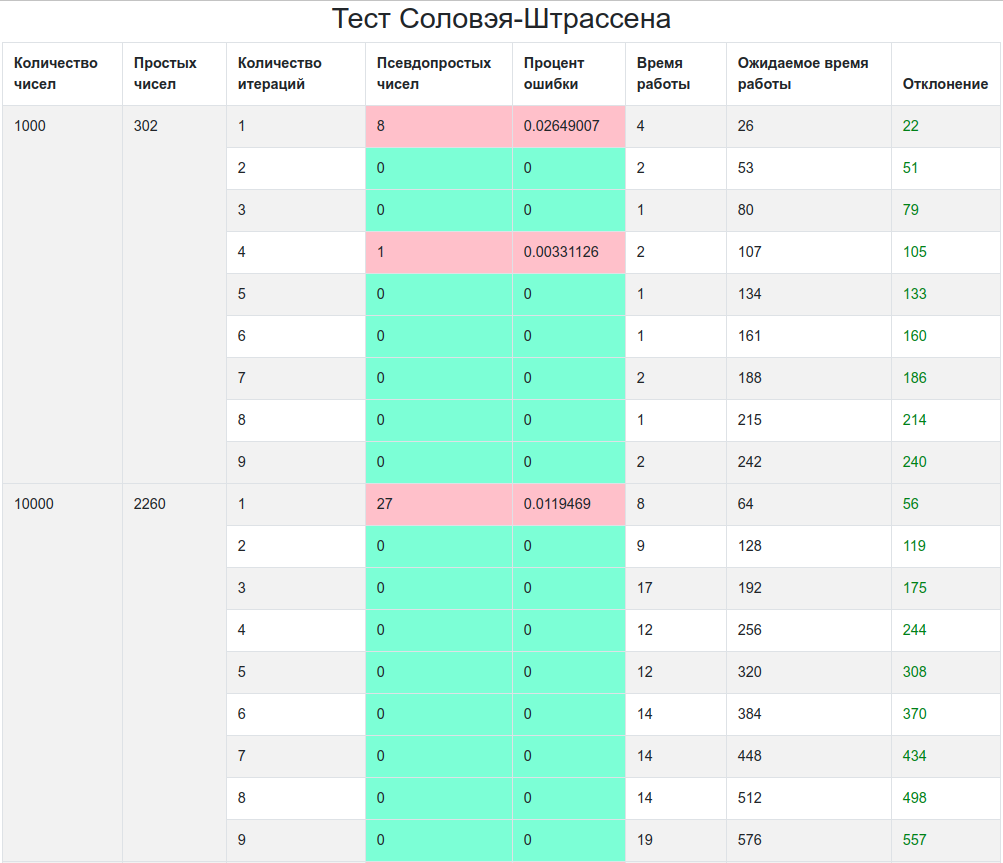 Тест Соловэя-Штрассена
Количество чисел Простых чисел Количество итераций Псевдопростых чисел Процент ошибки Время работы Ожидаемое время работы Отклонение
1000 302 1 8 0.02649007 4 26 22
2 0 0 2 53 51
3 0 0 1 80 79
4 1 0.00331126 2 107 105
5 0 0 1 134 133
6 0 0 1 161 160
7 0 0 2 188 186
8 0 0 1 215 214
9 0 0 2 242 240
10000 2260 1 27 0.0119469 8 64 56
2 0 0 9 128 119
3 0 0 17 192 175
4 0 0 12 256 244
5 0 0 12 320 308
6 0 0 14 384 370
7 0 0 14 448 434
8 0 0 14 512 498
9 0 0 19 576 557